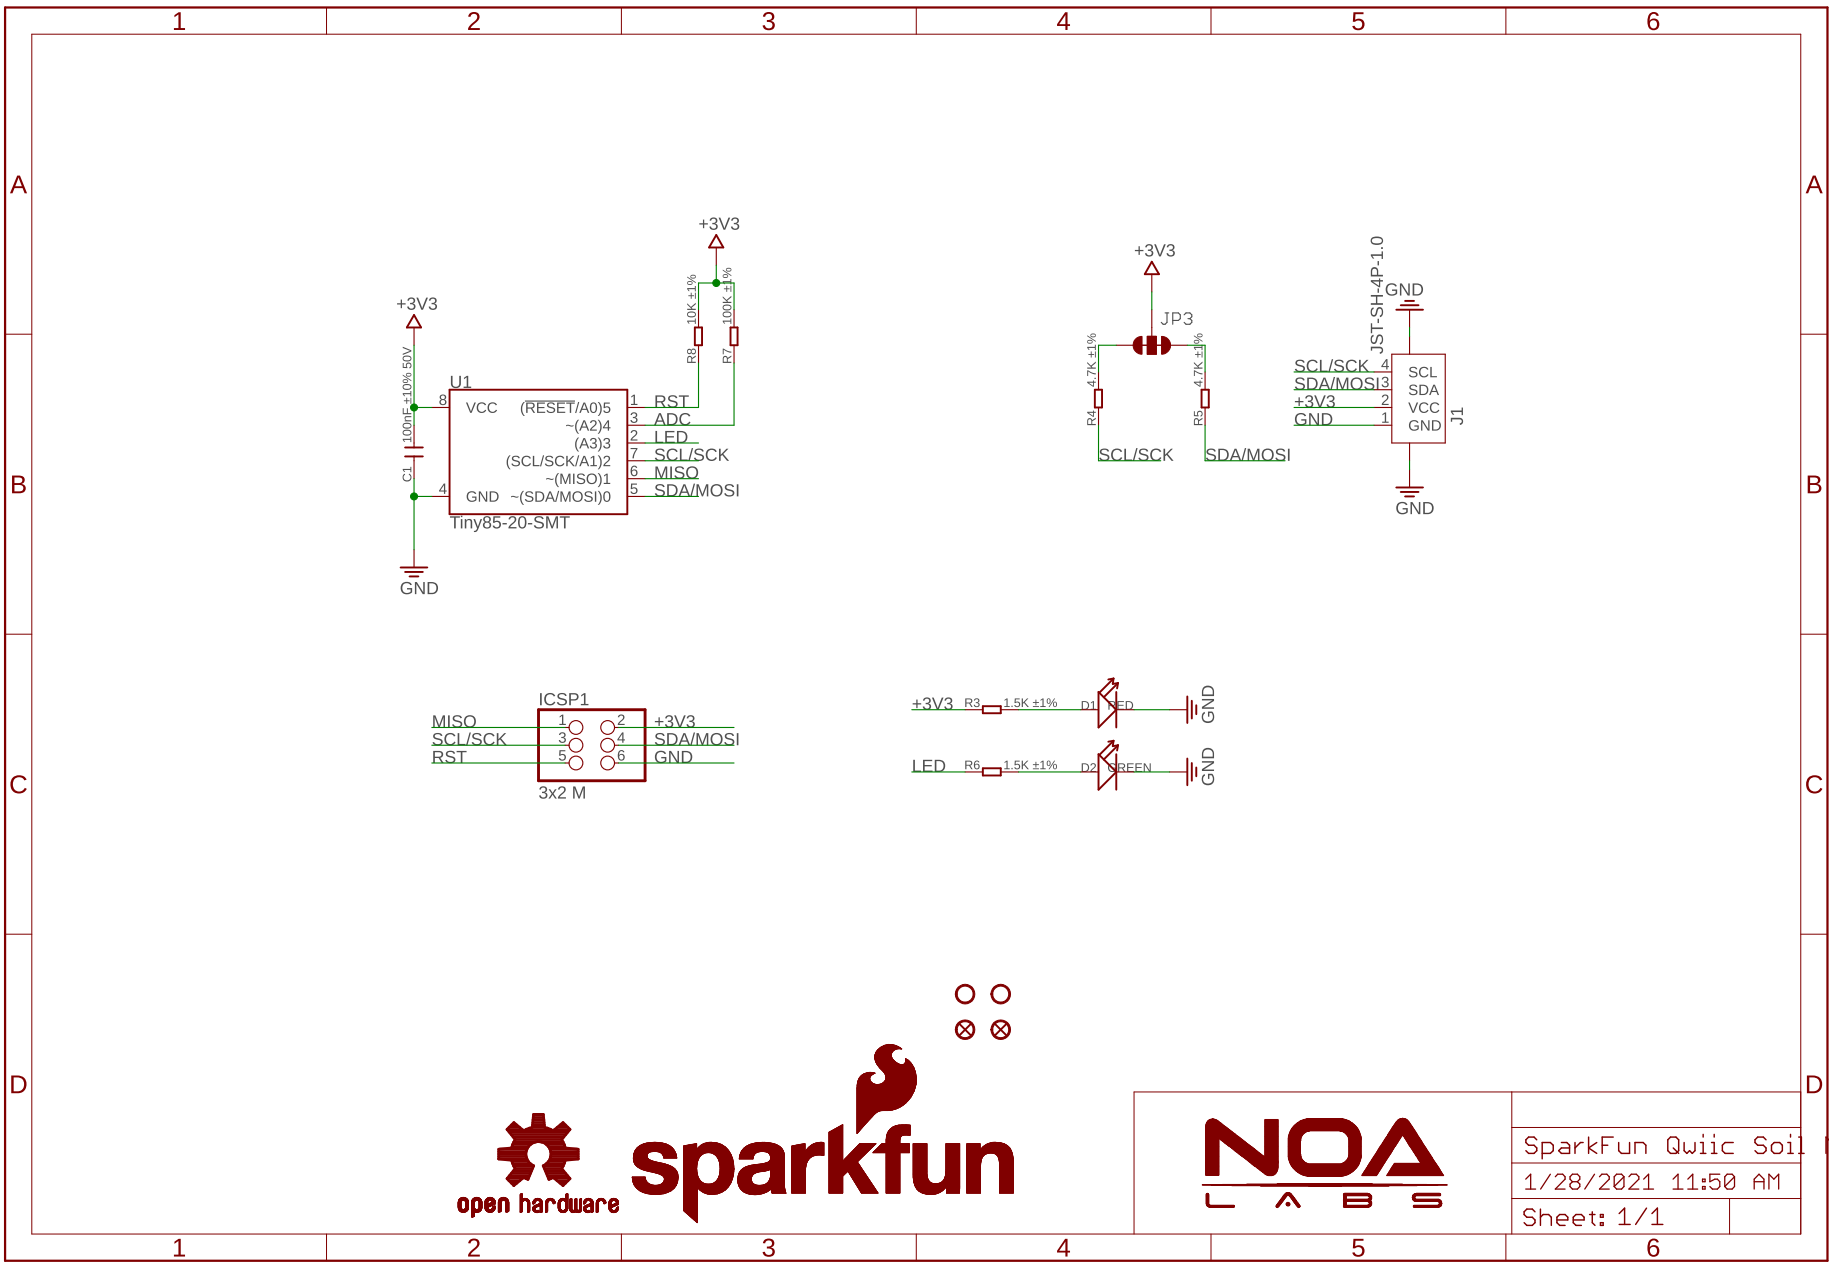 1 2 3 4 5 6
A A
B B
C C
D D
+3V3
100nF ±10% 50V
C1
GND
U1
8 VCC
4 GND
(RESET/A0)5 1 RST
~(A2)4 3 ADC
(A3)3 2 LED
(SCL/SCK/A1)2 7 SCL/SCK
~(MISO)1 6 MISO
~(SDA/MOSI)0 5 SDA/MOSI
Tiny85-20-SMT
+3V3
10K ±1%
R8
100K ±1%
R7
+3V3
JP3
4.7K ±1%
R4
4.7K ±1%
R5
SCL/SCK
SDA/MOSI
JST-SH-4P-1.0
GND
SCL/SCK 4 SCL
SDA/MOSI 3 SDA
+3V3 2 VCC
GND 1 GND
J1
GND
ICSP1
MISO 1 2 +3V3
SCL/SCK 3 4 SDA/MOSI
RST 5 6 GND
3x2 M
+3V3 R3 1.5K ±1% D1 RED GND
LED R6 1.5K ±1% D2 GREEN GND
open hardware
sparkfun
NOA
LABS
SparkFun Qwiic Soil
1/28/2021 11:50 AM
Sheet: 1/1
1 2 3 4 5 6